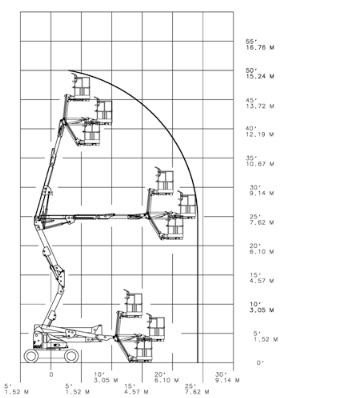 55'
16.76 M
50'
15.24 M
45'
13.72 M
40'
12.19 M
35'
10.67 M
30'
9.14 M
25'
7.62 M
20'
6.10 M
15'
4.57 M
10'
3.05 M
5'
1.52 M
0'
0 10' 20' 30'
3.05 M 6.10 M 9.14 M
5' 5' 15' 25'
1.52 M 1.52 M 4.57 M 7.62 M